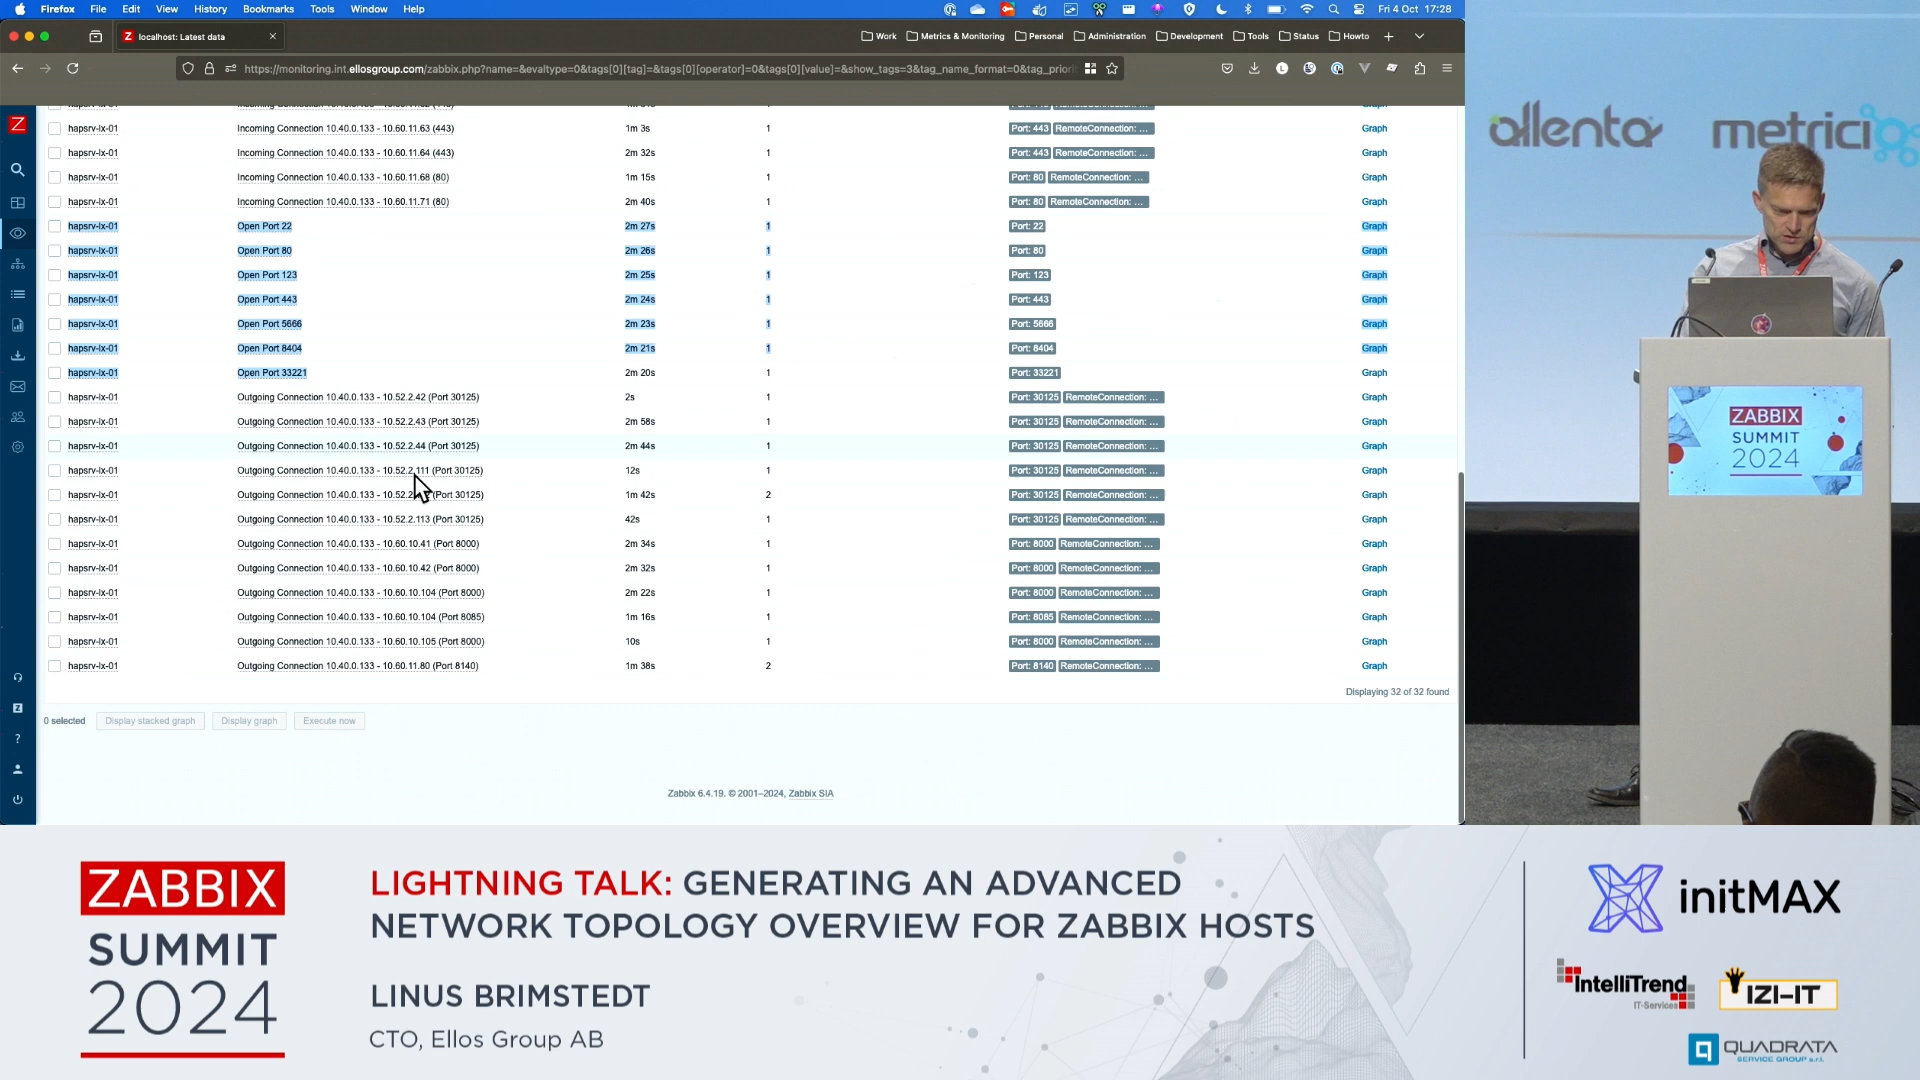 Firefox File Edit View History Bookmarks Tools Window Help Fri 4 Oct 17:28
localhost: Latest data
Work Metrics & Monitoring Personal Administration Development Tools Status Howto
https://monitoring.int.ellosgroup.com/zabbix.php?name=&evaltype=0&tags[0][tag]=&tags[0][operator]=0&tags[0][value]=&show_tags=3&tag_name_format=0&tag_priori
hapsrv-lx-01 Incoming Connection 10.40.0.133 - 10.60.11.63 (443) 1m 3s 1 Port: 443 RemoteConnection: ... Graph
hapsrv-lx-01 Incoming Connection 10.40.0.133 - 10.60.11.64 (443) 2m 32s 1 Port: 443 RemoteConnection: ... Graph
hapsrv-lx-01 Incoming Connection 10.40.0.133 - 10.60.11.68 (80) 1m 15s 1 Port: 80 RemoteConnection: ... Graph
hapsrv-lx-01 Incoming Connection 10.40.0.133 - 10.60.11.71 (80) 2m 40s 1 Port: 80 RemoteConnection: ... Graph
hapsrv-lx-01 Open Port 22 2m 27s 1 Port: 22 Graph
hapsrv-lx-01 Open Port 80 2m 26s 1 Port: 80 Graph
hapsrv-lx-01 Open Port 123 2m 25s 1 Port: 123 Graph
hapsrv-lx-01 Open Port 443 2m 24s 1 Port: 443 Graph
hapsrv-lx-01 Open Port 5666 2m 23s 1 Port: 5666 Graph
hapsrv-lx-01 Open Port 8404 2m 21s 1 Port: 8404 Graph
hapsrv-lx-01 Open Port 33221 2m 20s 1 Port: 33221 Graph
hapsrv-lx-01 Outgoing Connection 10.40.0.133 - 10.52.2.42 (Port 30125) 2s 1 Port: 30125 RemoteConnection: ... Graph
hapsrv-lx-01 Outgoing Connection 10.40.0.133 - 10.52.2.43 (Port 30125) 2m 58s 1 Port: 30125 RemoteConnection: ... Graph
hapsrv-lx-01 Outgoing Connection 10.40.0.133 - 10.52.2.44 (Port 30125) 2m 44s 1 Port: 30125 RemoteConnection: ... Graph
hapsrv-lx-01 Outgoing Connection 10.40.0.133 - 10.52.2.111 (Port 30125) 12s 1 Port: 30125 RemoteConnection: ... Graph
hapsrv-lx-01 Outgoing Connection 10.40.0.133 - (Port 30125) 1m 42s 2 Port: 30125 RemoteConnection: ... Graph
hapsrv-lx-01 Outgoing Connection 10.40.0.133 - 10.52.2.113 (Port 30125) 42s 1 Port: 30125 RemoteConnection: ... Graph
hapsrv-lx-01 Outgoing Connection 10.40.0.133 - 10.60.10.41 (Port 8000) 2m 34s 1 Port: 8000 RemoteConnection: ... Graph
hapsrv-lx-01 Outgoing Connection 10.40.0.133 - 10.60.10.42 (Port 8000) 2m 32s 1 Port: 8000 RemoteConnection: ... Graph
hapsrv-lx-01 Outgoing Connection 10.40.0.133 - 10.60.10.104 (Port 8000) 2m 22s 1 Port: 8000 RemoteConnection: ... Graph
hapsrv-lx-01 Outgoing Connection 10.40.0.133 - 10.60.10.104 (Port 8085) 1m 16s 1 Port: 8085 RemoteConnection: ... Graph
hapsrv-lx-01 Outgoing Connection 10.40.0.133 - 10.60.10.105 (Port 8000) 10s 1 Port: 8000 RemoteConnection: ... Graph
hapsrv-lx-01 Outgoing Connection 10.40.0.133 - 10.60.11.80 (Port 8140) 1m 38s 2 Port: 8140 RemoteConnection: ... Graph
Displaying 32 of 32 found
0 selected Display stacked graph Display graph Execute now
Zabbix 6.4.19. © 2001–2024, Zabbix SIA
allenta metrici
ZABBIX
SUMMIT
2024
ZABBIX
SUMMIT
2024
LIGHTNING TALK: GENERATING AN ADVANCED
NETWORK TOPOLOGY OVERVIEW FOR ZABBIX HOSTS
LINUS BRIMSTEDT
CTO, Ellos Group AB
initMAX
IntelliTrend
IT-Services
IZI-IT
QUADRATA
SERVICE GROUP s.r.l.